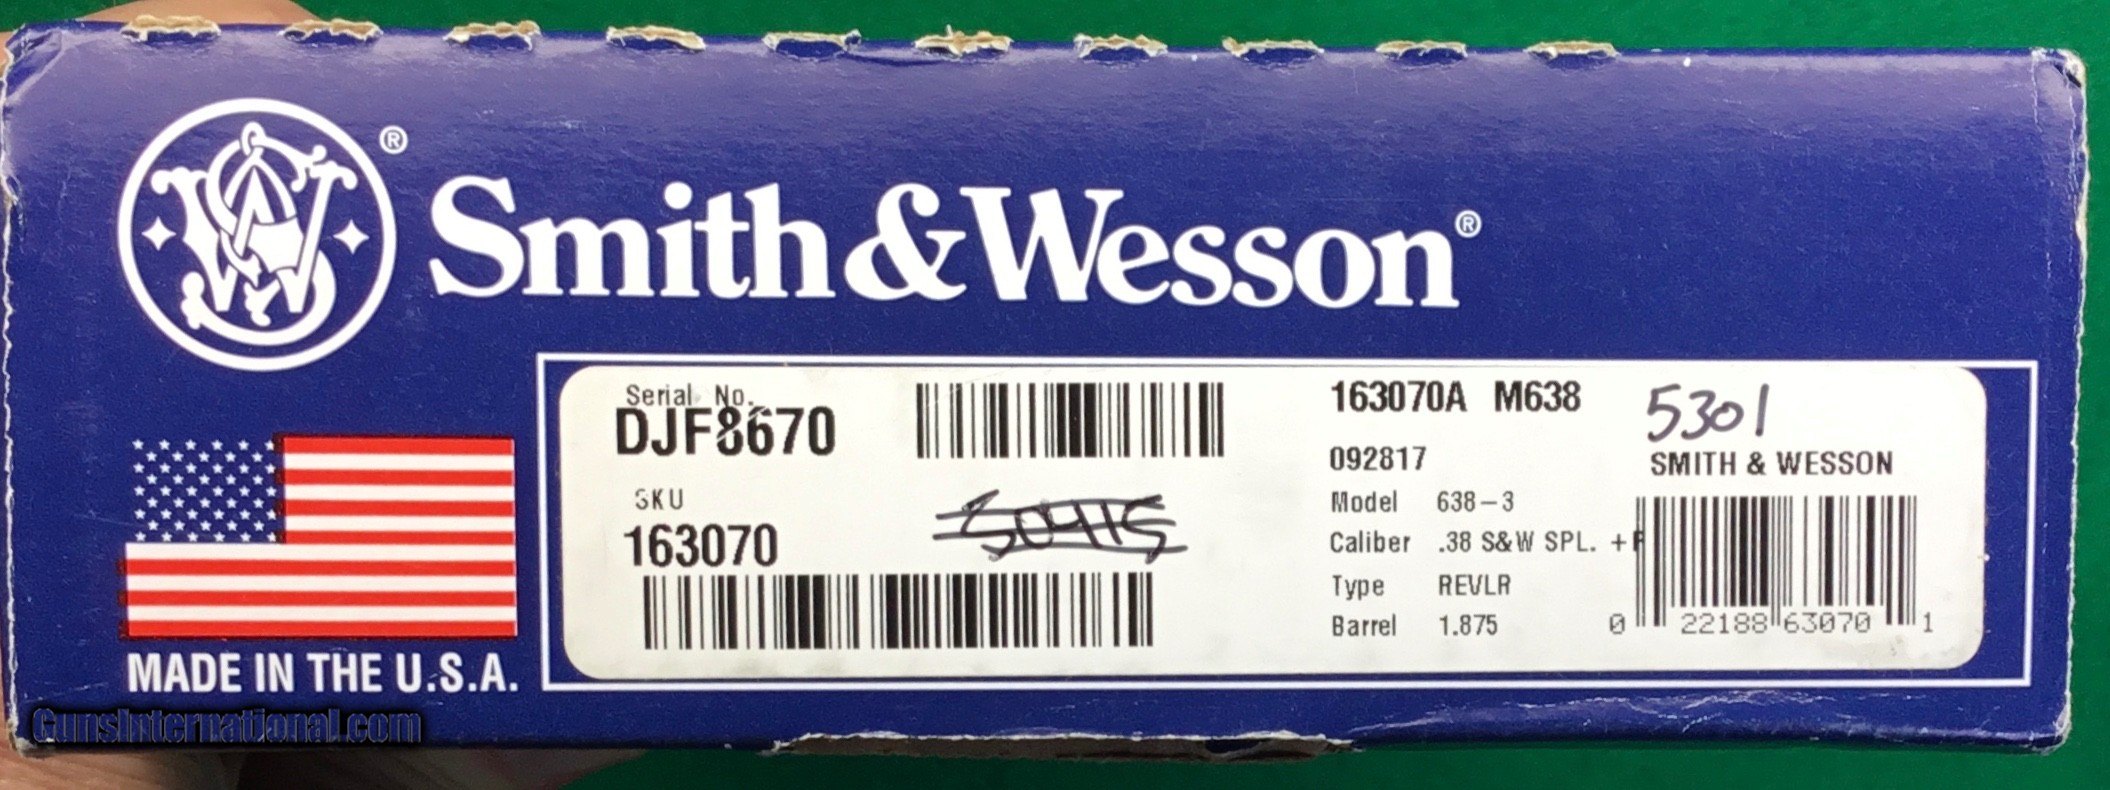 ®
Smith&Wesson®
Serial No.
DJF8670
SKU
163070
163070A M638
092817
Model 638-3
Caliber .38 S&W SPL. +P
Type REVLR
Barrel 1.875
5301
SMITH & WESSON
0 22188 63070 1
MADE IN THE U.S.A.
GunsInternational.com